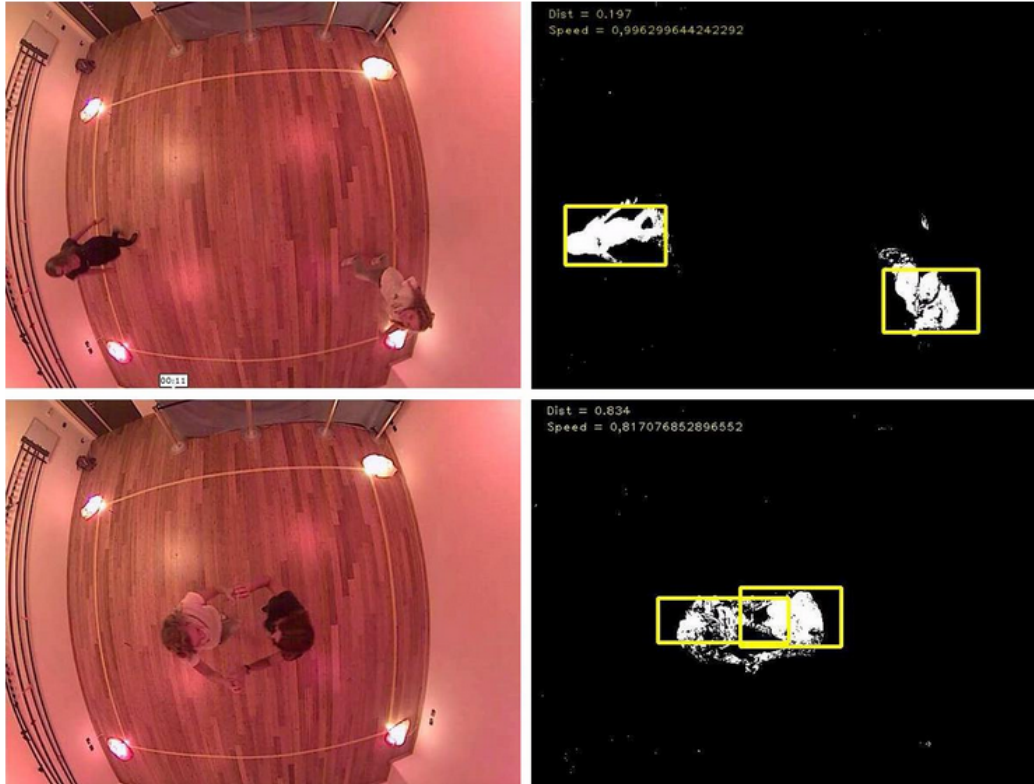 Dist = 0.197
Speed = 0,996299644242292
00:11
Dist = 0.834
Speed = 0,817076852896552